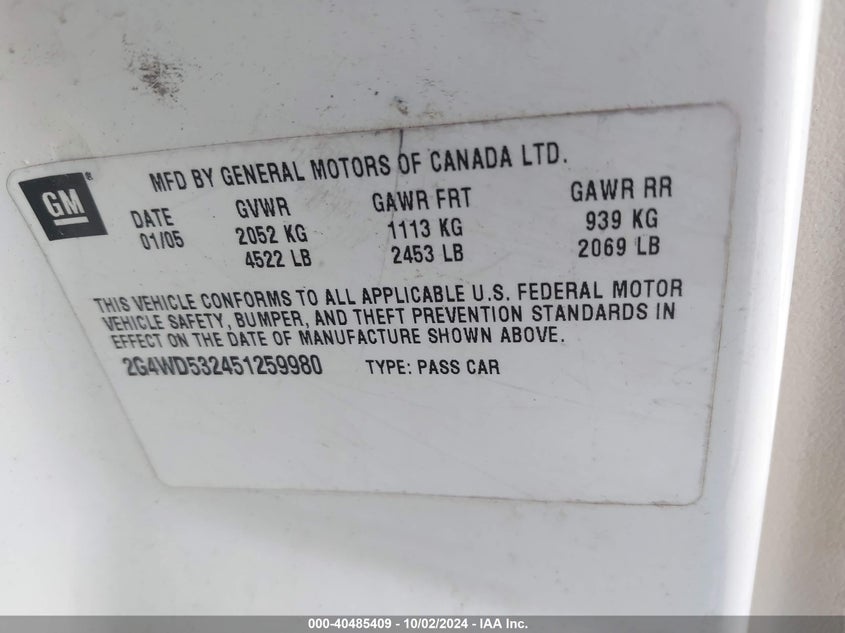 MFD BY GENERAL MOTORS OF CANADA LTD.
GM®
DATE GVWR GAWR FRT GAWR RR
01/05 2052 KG 1113 KG 939 KG
4522 LB 2453 LB 2069 LB
THIS VEHICLE CONFORMS TO ALL APPLICABLE U.S. FEDERAL MOTOR
VEHICLE SAFETY, BUMPER, AND THEFT PREVENTION STANDARDS IN
EFFECT ON THE DATE OF MANUFACTURE SHOWN ABOVE.
2G4WD532451259980 TYPE: PASS CAR
000-40485409 - 10/02/2024 - IAA Inc.